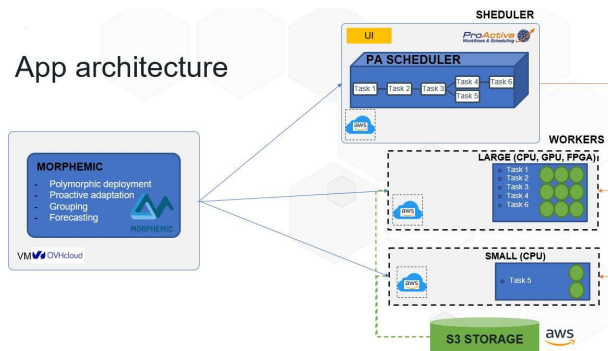 App architecture
SHEDULER
UI
ProActive
Workflows & Scheduling
PA SCHEDULER
Task 1
Task 2
Task 3
Task 4
Task 6
Task 5
aws
WORKERS
LARGE (CPU, GPU, FPGA)
Task 1
Task 2
Task 3
Task 4
Task 6
aws
MORPHEMIC
- Polymorphic deployment
- Proactive adaptation
- Grouping
- Forecasting
MORPHEMIC
VM OVHcloud
SMALL (CPU)
Task 5
aws
S3 STORAGE
aws